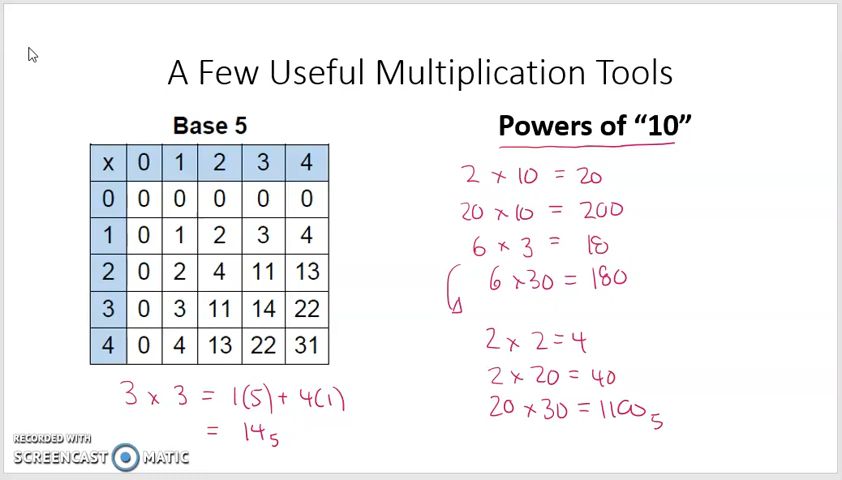 A Few Useful Multiplication Tools
Base 5
x 0 1 2 3 4
0 0 0 0 0 0
1 0 1 2 3 4
2 0 2 4 11 13
3 0 3 11 14 22
4 0 4 13 22 31
3 × 3 = 1(5) + 4(1)
= 14₅
Powers of “10”
2 × 10 = 20
20 × 10 = 200
6 × 3 = 18
6 × 30 = 180
2 × 2 = 4
2 × 20 = 40
20 × 30 = 1100₅
RECORDED WITH
SCREENCAST MATIC